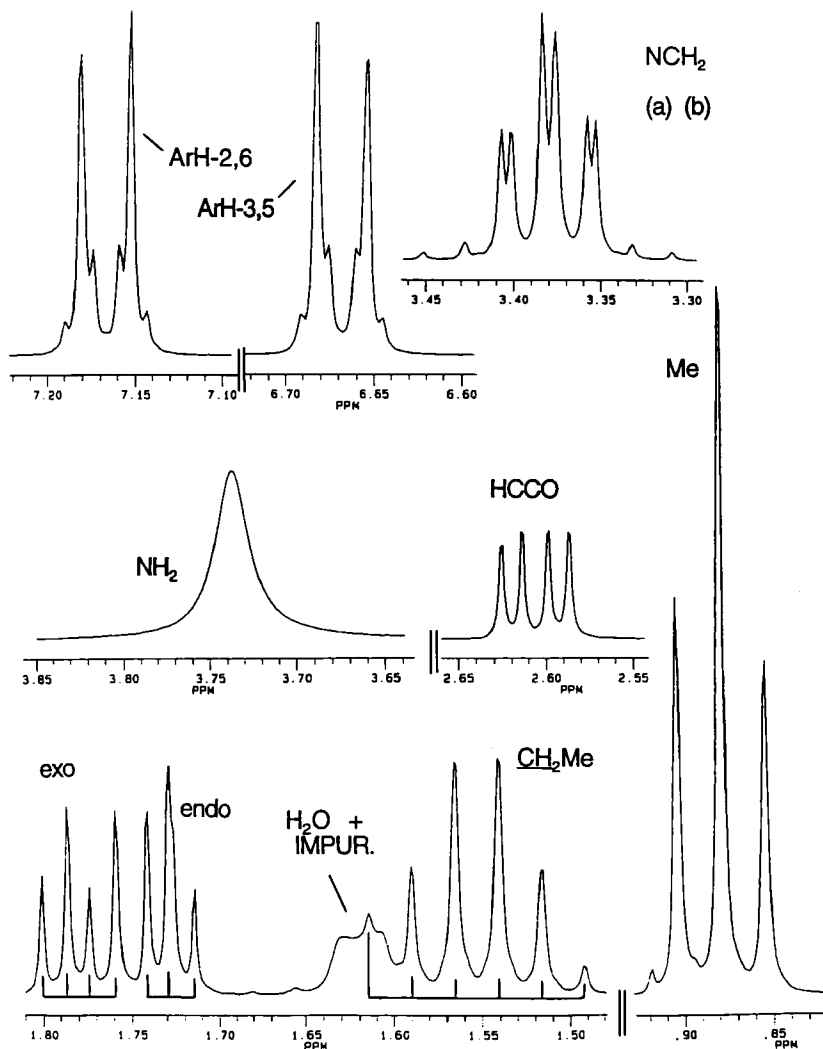 NCH₂
(a) (b)
ArH-2,6
ArH-3,5
7.20 7.15 7.10 6.70 6.65 6.60
PPM
3.45 3.40 3.35 3.30
PPM
Me
HCCO
NH₂
3.85 3.80 3.75 3.70 3.65
PPM
2.65 2.60 2.55
PPM
exo
endo
H₂O +
IMPUR.
CH₂Me
1.80 1.70 1.65 1.60 1.55 1.50
PPM
.90 .85
PPM